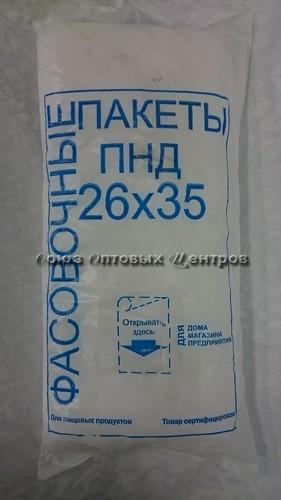 ФАСОВОЧНЫЕ
ПАКЕТЫ
ПНД
26х35
Союз Оптовых Центров
Открывать
здесь
ДЛЯ ДОМА
МАГАЗИНА
ПРЕДПРИЯТИЯ
Для пищевых продуктов
Товар сертифицирован